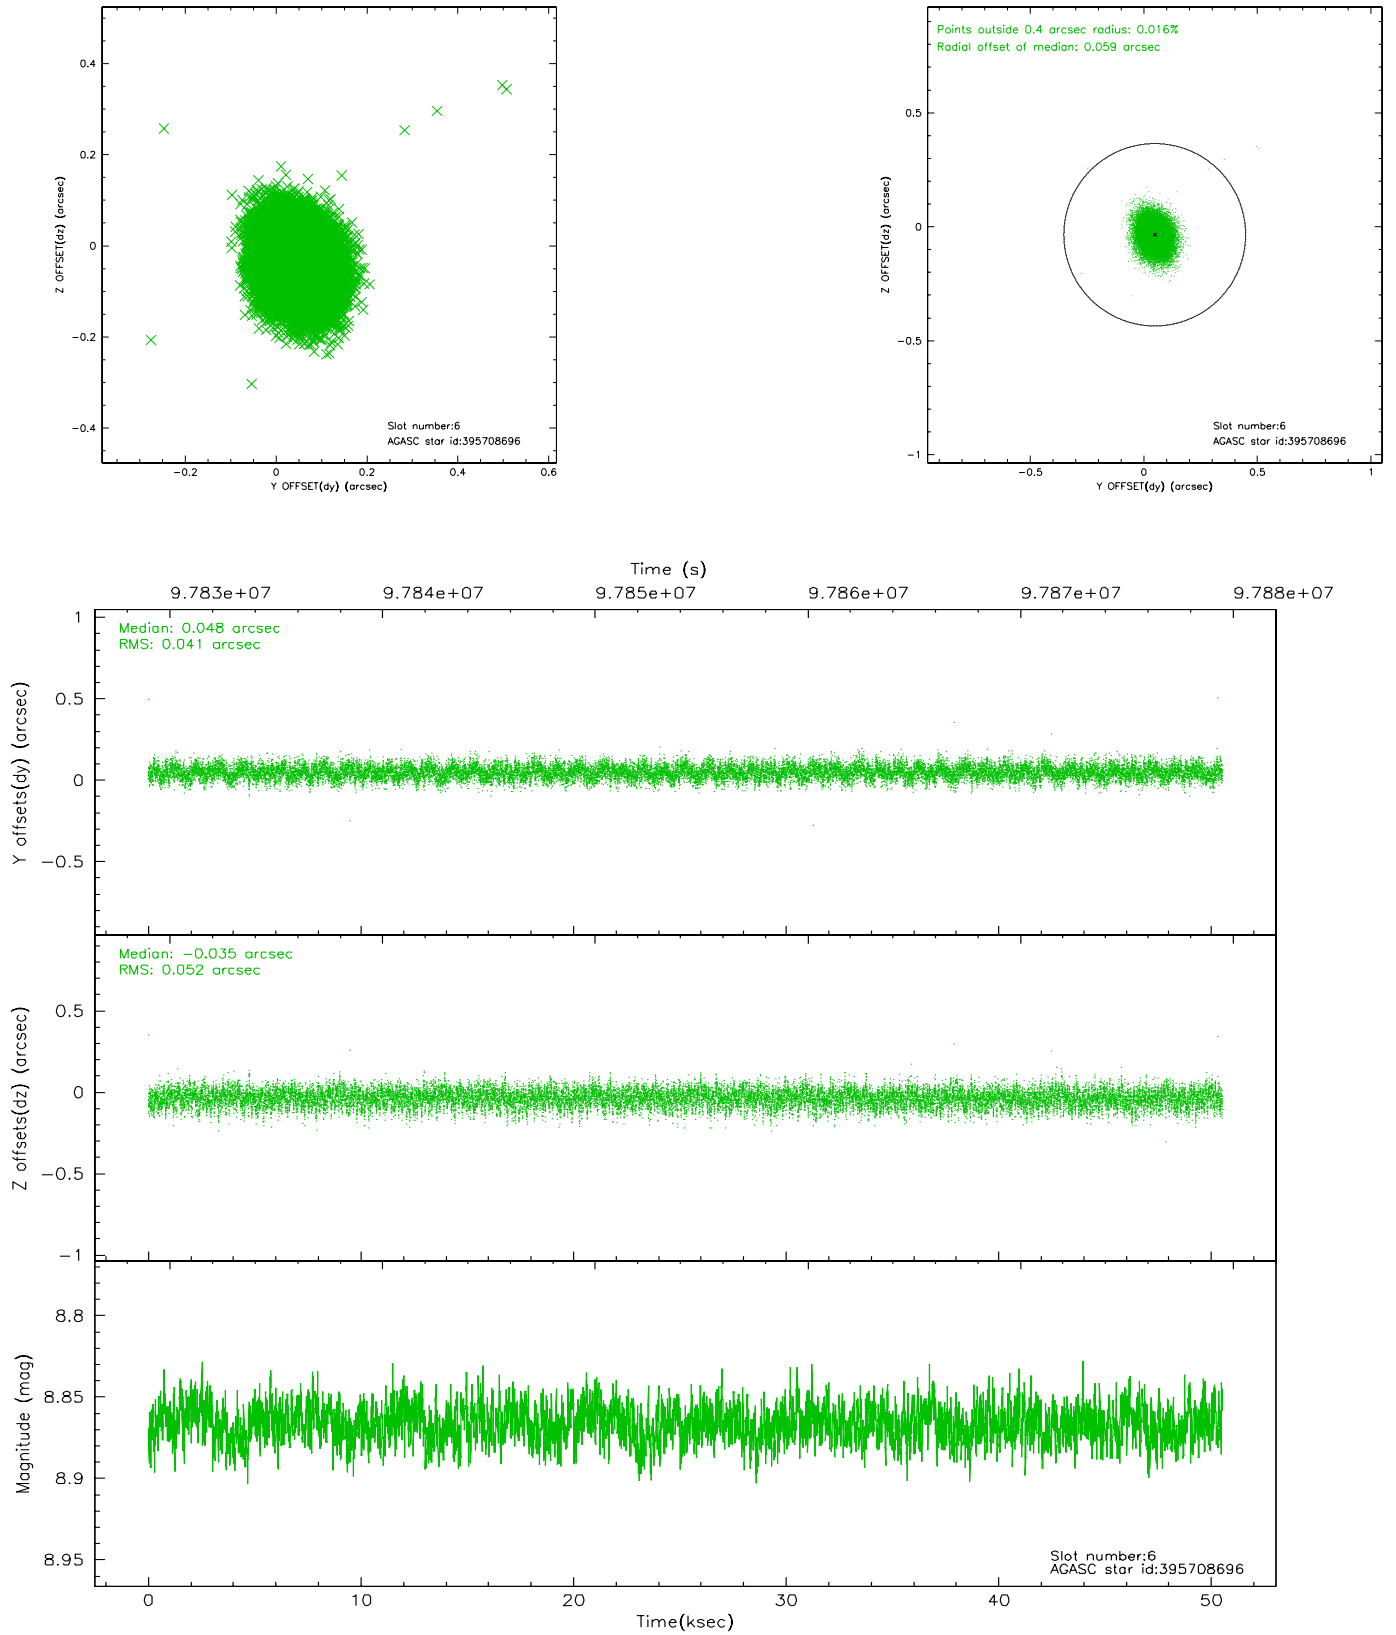 0.4
0.2
0
-0.2
-0.4
Z OFFSET(dz) (arcsec)
Slot number:6
AGASC star id:395708696
-0.2 0 0.2 0.4 0.6
Y OFFSET(dy) (arcsec)
Points outside 0.4 arcsec radius: 0.016%
Radial offset of median: 0.059 arcsec
0.5
0
-0.5
-1
Z OFFSET(dz) (arcsec)
Slot number:6
AGASC star id:395708696
-0.5 0 0.5 1
Y OFFSET(dy) (arcsec)
Time (s)
9.783e+07 9.784e+07 9.785e+07 9.786e+07 9.787e+07 9.788e+07
Median: 0.048 arcsec
RMS: 0.041 arcsec
1
0.5
0
-0.5
Y offsets(dy) (arcsec)
Median: -0.035 arcsec
RMS: 0.052 arcsec
0.5
0
-0.5
-1
Z offsets(dz) (arcsec)
8.8
8.85
8.9
8.95
Magnitude (mag)
Slot number:6
AGASC star id:395708696
0 10 20 30 40 50
Time(ksec)